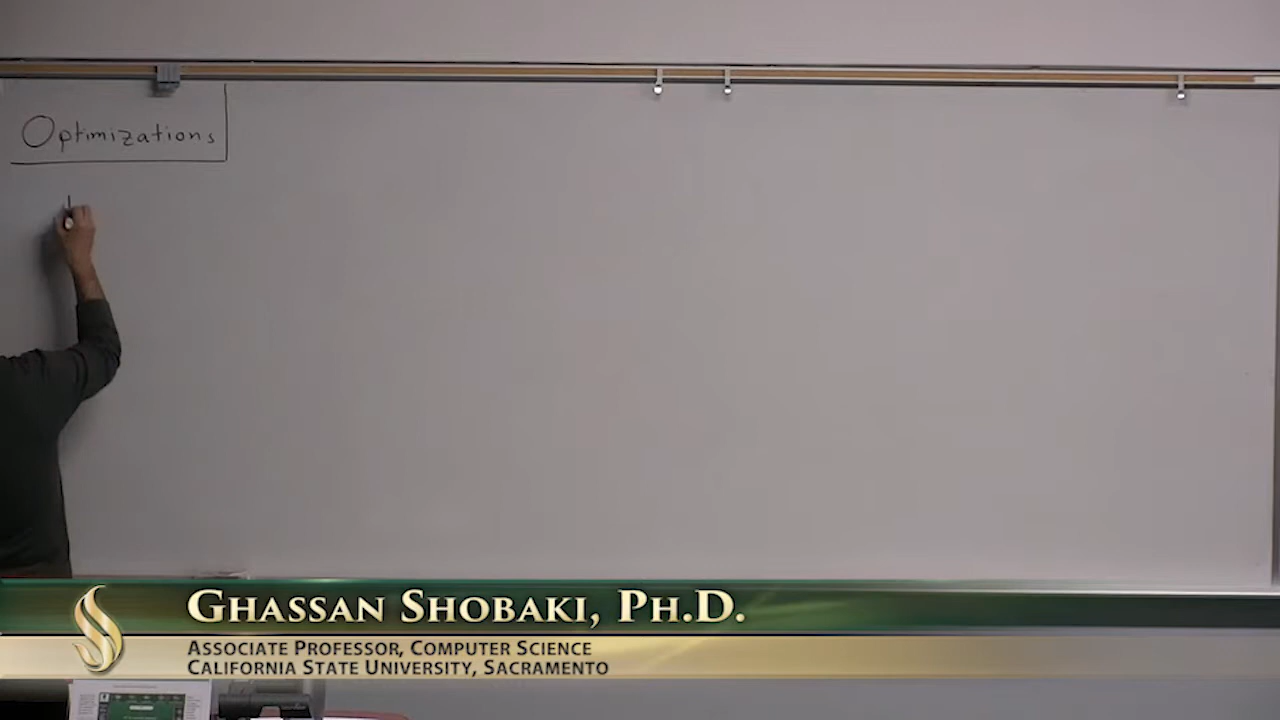 Optimizations
GHASSAN SHOBAKI, PH.D.
ASSOCIATE PROFESSOR, COMPUTER SCIENCE
CALIFORNIA STATE UNIVERSITY, SACRAMENTO